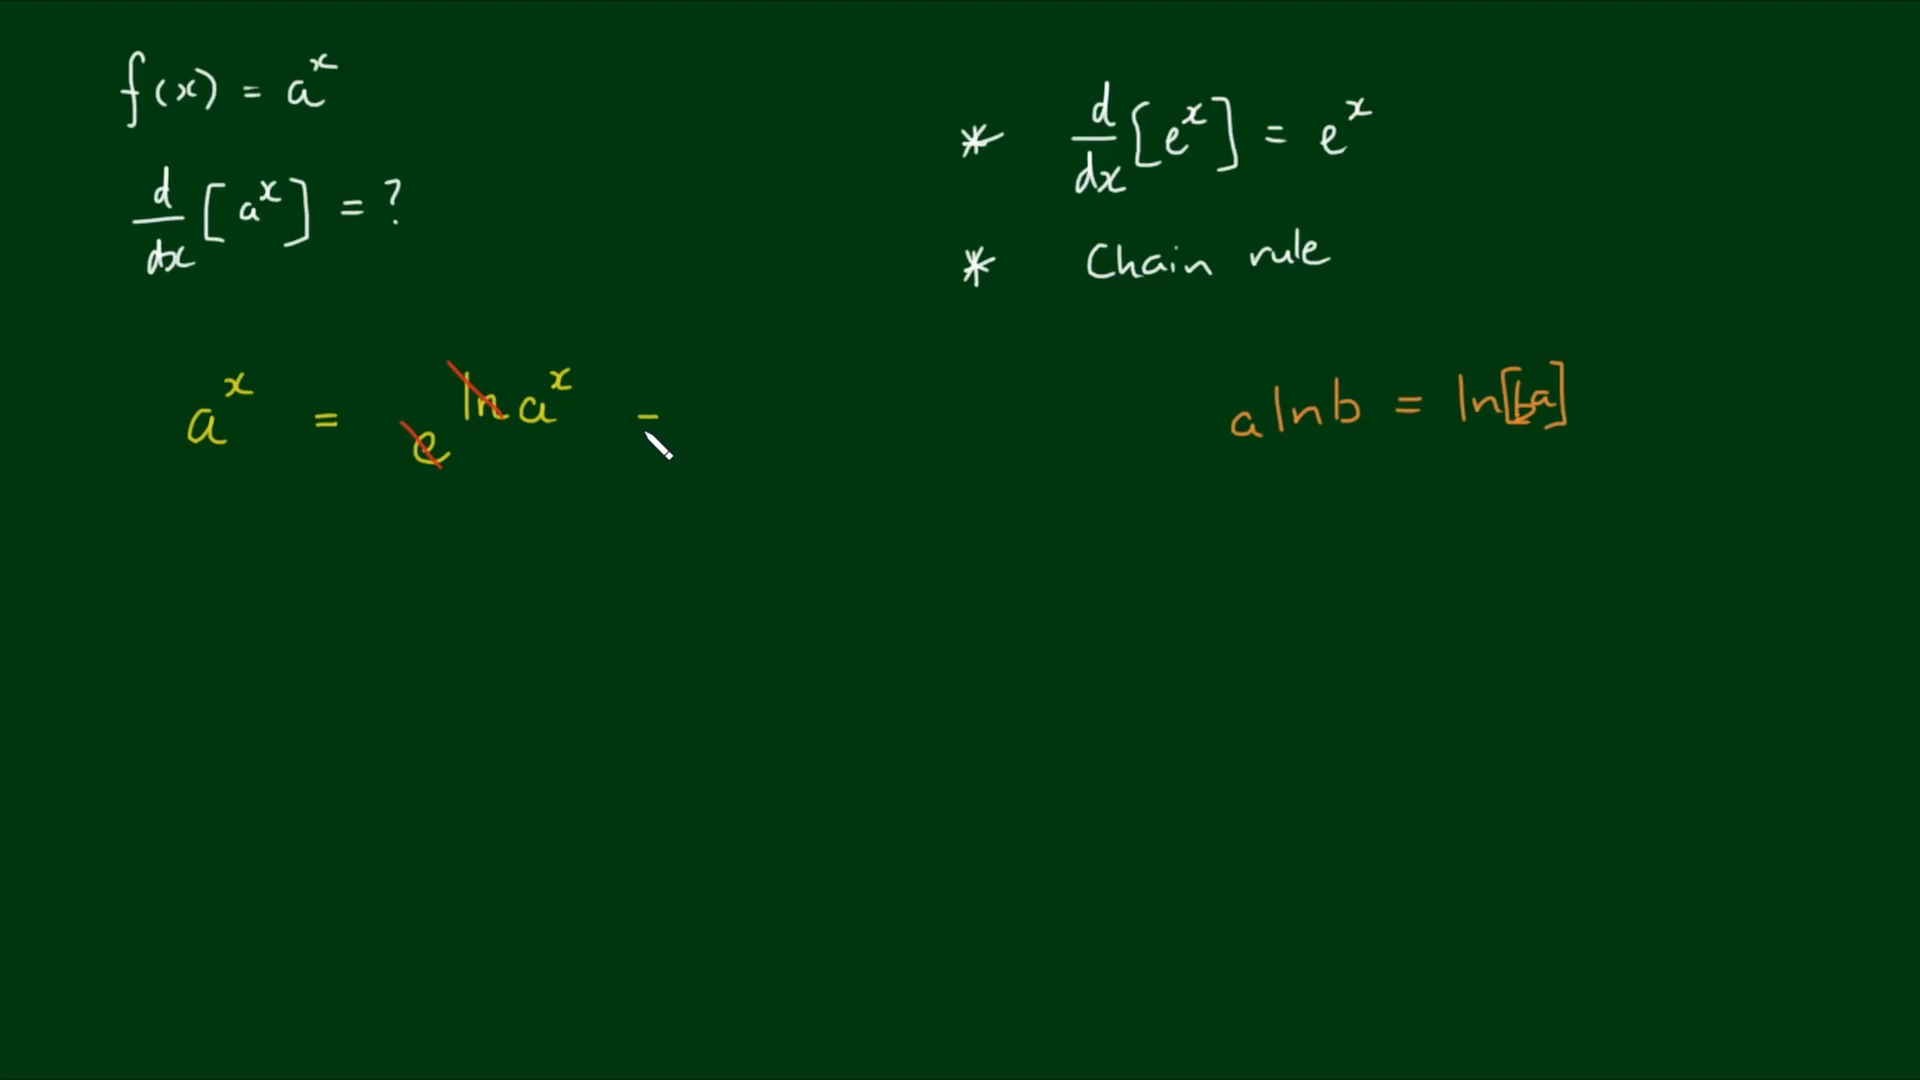 f(x) = a^x
d/dx [a^x] = ?
* d/dx [e^x] = e^x
* Chain rule
a^x = e^{ln a^x} -
a ln b = ln[b^a]